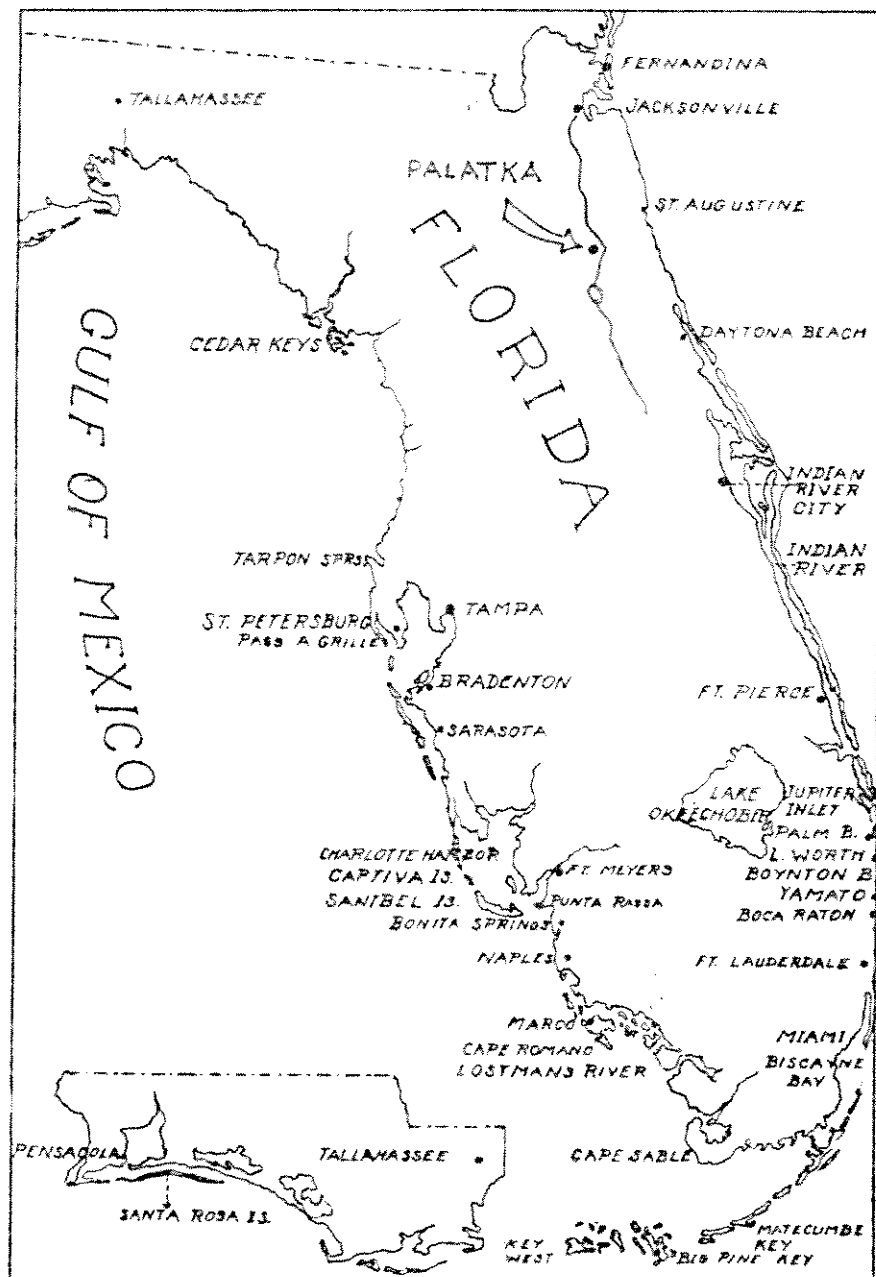 FERNANDINA
TALLAHASSEE
JACKSONVILLE
PALATKA
ST. AUGUSTINE
FLORIDA
GULF OF MEXICO
DAYTONA BEACH
CEDAR KEYS
INDIAN
RIVER
CITY
INDIAN
RIVER
TARPON SPRGS
TAMPA
ST. PETERSBURG
PASS A GRILLE
BRADENTON
FT. PIERCE
SARASOTA
LAKE
OKEECHOBEE
JUPITER
INLET
PALM B.
L. WORTH
BOYNTON B
YAMATO
BOCA RATON
CHARLOTTE HARBOR
CAPTIVA IS.
SANIBEL IS.
FT. MEYERS
PUNTA RASSA
BONITA SPRINGS
NAPLES
FT. LAUDERDALE
MARCO
CAPE ROMANO
LOSTMANS RIVER
MIAMI
BISCAYNE
BAY
PENSACOLA
TALLAHASSEE
CAPE SABLE
SANTA ROSA IS.
KEY
WEST
MATECUMBE
KEY
BIG PINE KEY